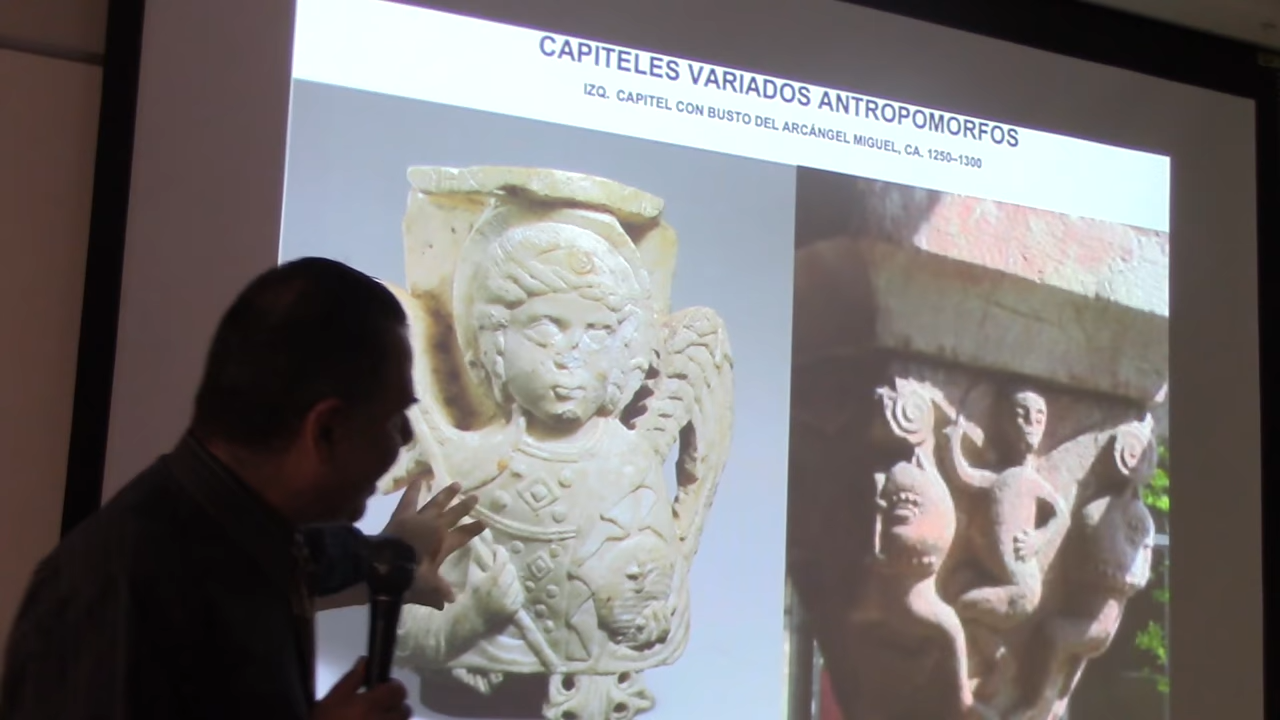 CAPITELES VARIADOS ANTROPOMORFOS
IZQ. CAPITEL CON BUSTO DEL ARCÁNGEL MIGUEL, CA. 1250–1300